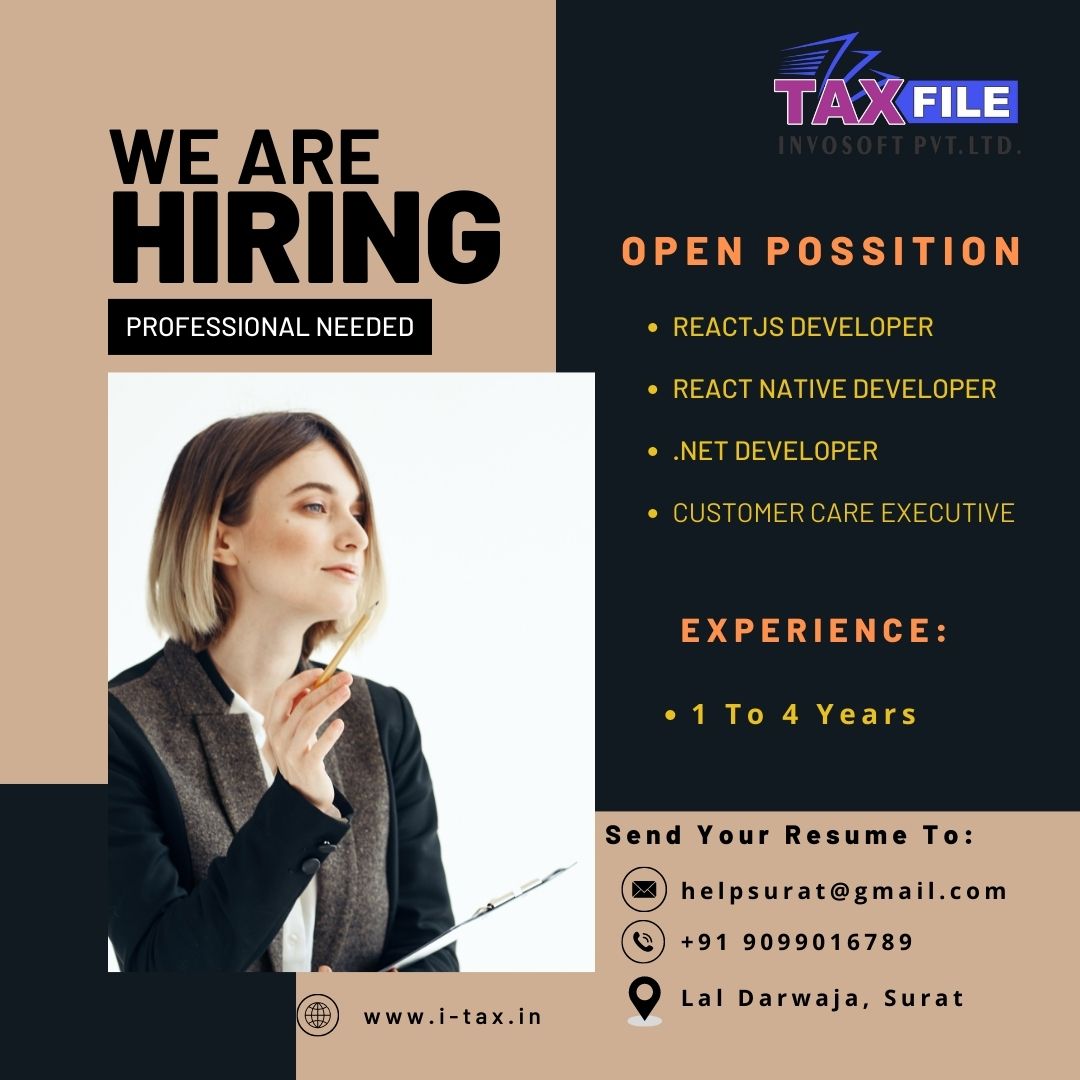 WE ARE
HIRING
PROFESSIONAL NEEDED
TAX FILE
INVOSOFT PVT.LTD.
OPEN POSSITION
• REACTJS DEVELOPER
• REACT NATIVE DEVELOPER
• .NET DEVELOPER
• CUSTOMER CARE EXECUTIVE
EXPERIENCE:
• 1 To 4 Years
Send Your Resume To:
helpsurat@gmail.com
+91 9099016789
Lal Darwaja, Surat
www.i-tax.in